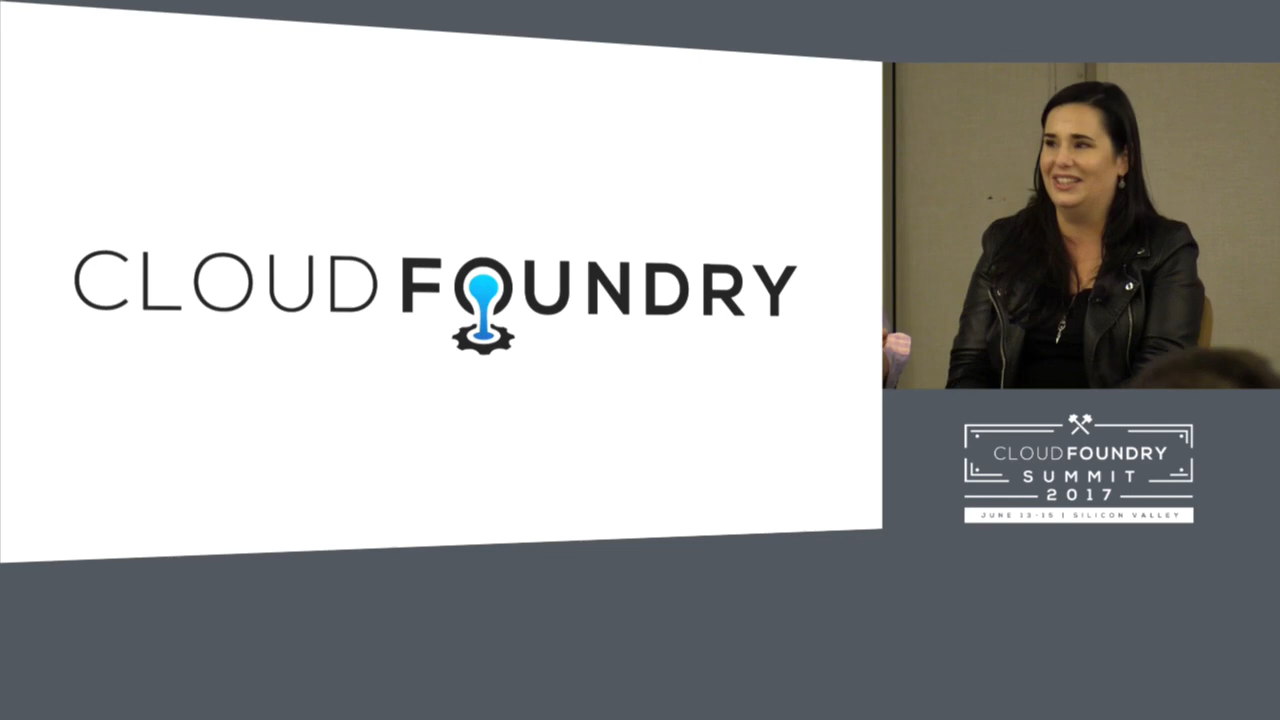 CLOUD FOUNDRY
CLOUD FOUNDRY
SUMMIT
2017
JUNE 13-15 | SILICON VALLEY